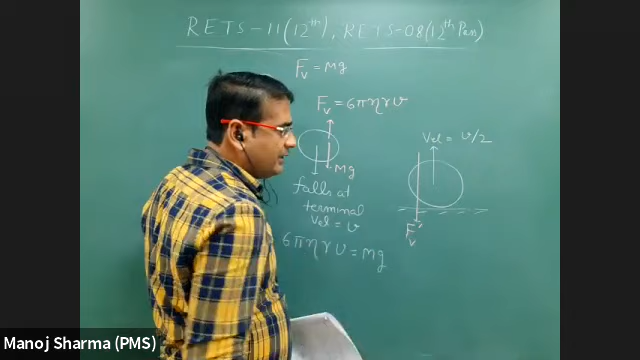 RETS-11(12th), RETS-08(12th Pass)
Fv = Mg
Fv = 6πηrv
Mg
falls at
terminal
Vel = v
6πηrv = Mg
Vel = v/2
Fv'
Manoj Sharma (PMS)